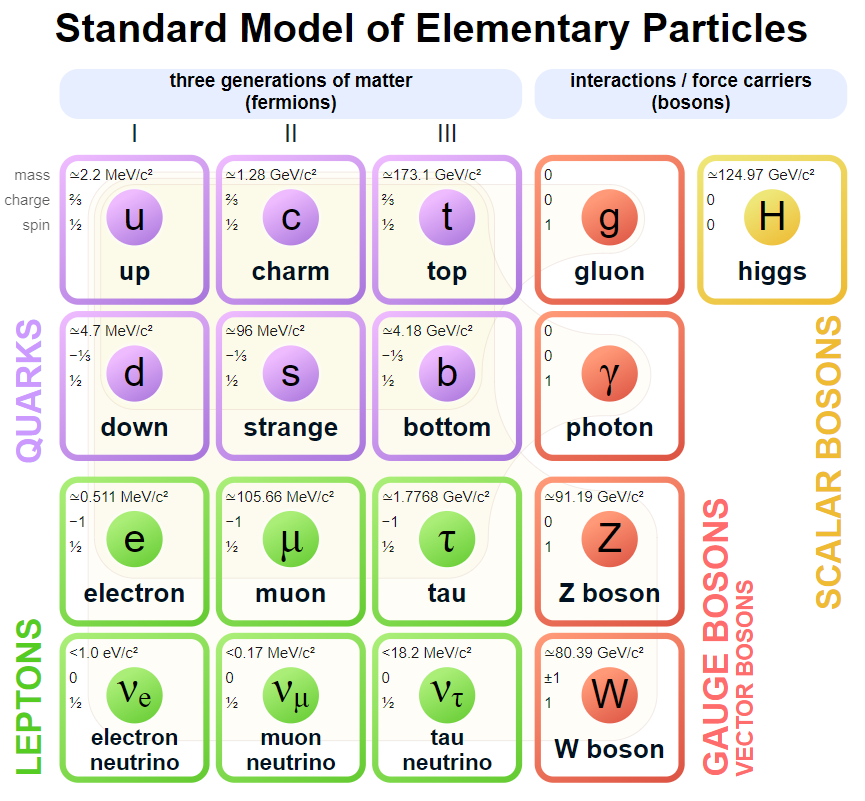 Standard Model of Elementary Particles
three generations of matter
(fermions)
interactions / force carriers
(bosons)
I
II
III
mass
charge
spin
≃2.2 MeV/c²
⅔
½
u
up
≃1.28 GeV/c²
⅔
½
c
charm
≃173.1 GeV/c²
⅔
½
t
top
0
0
1
g
gluon
≃124.97 GeV/c²
0
0
H
higgs
QUARKS
≃4.7 MeV/c²
−⅓
½
d
down
≃96 MeV/c²
−⅓
½
s
strange
≃4.18 GeV/c²
−⅓
½
b
bottom
0
0
1
γ
photon
SCALAR BOSONS
LEPTONS
≃0.511 MeV/c²
−1
½
e
electron
≃105.66 MeV/c²
−1
½
μ
muon
≃1.7768 GeV/c²
−1
½
τ
tau
≃91.19 GeV/c²
0
1
Z
Z boson
GAUGE BOSONS
VECTOR BOSONS
<1.0 eV/c²
0
½
νe
electron
neutrino
<0.17 MeV/c²
0
½
νμ
muon
neutrino
<18.2 MeV/c²
0
½
ντ
tau
neutrino
≃80.39 GeV/c²
±1
1
W
W boson